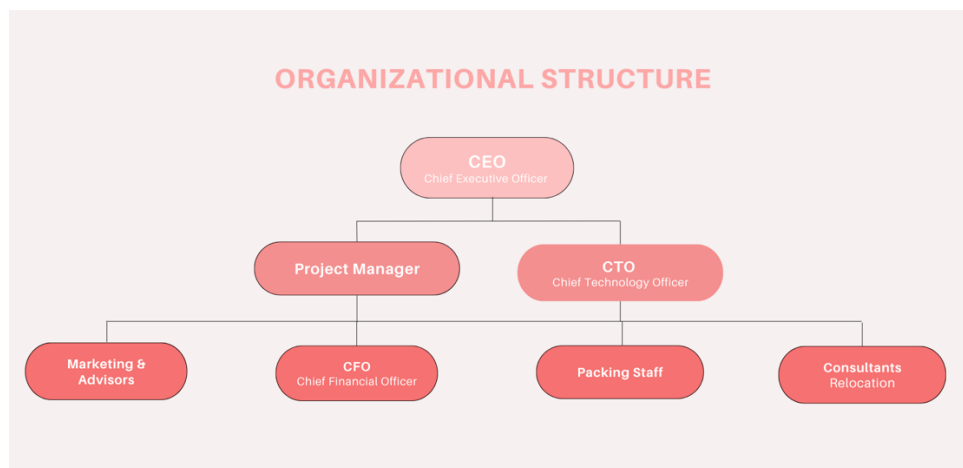 ORGANIZATIONAL STRUCTURE
CEO
Chief Executive Officer
Project Manager
CTO
Chief Technology Officer
Marketing &
Advisors
CFO
Chief Financial Officer
Packing Staff
Consultants
Relocation